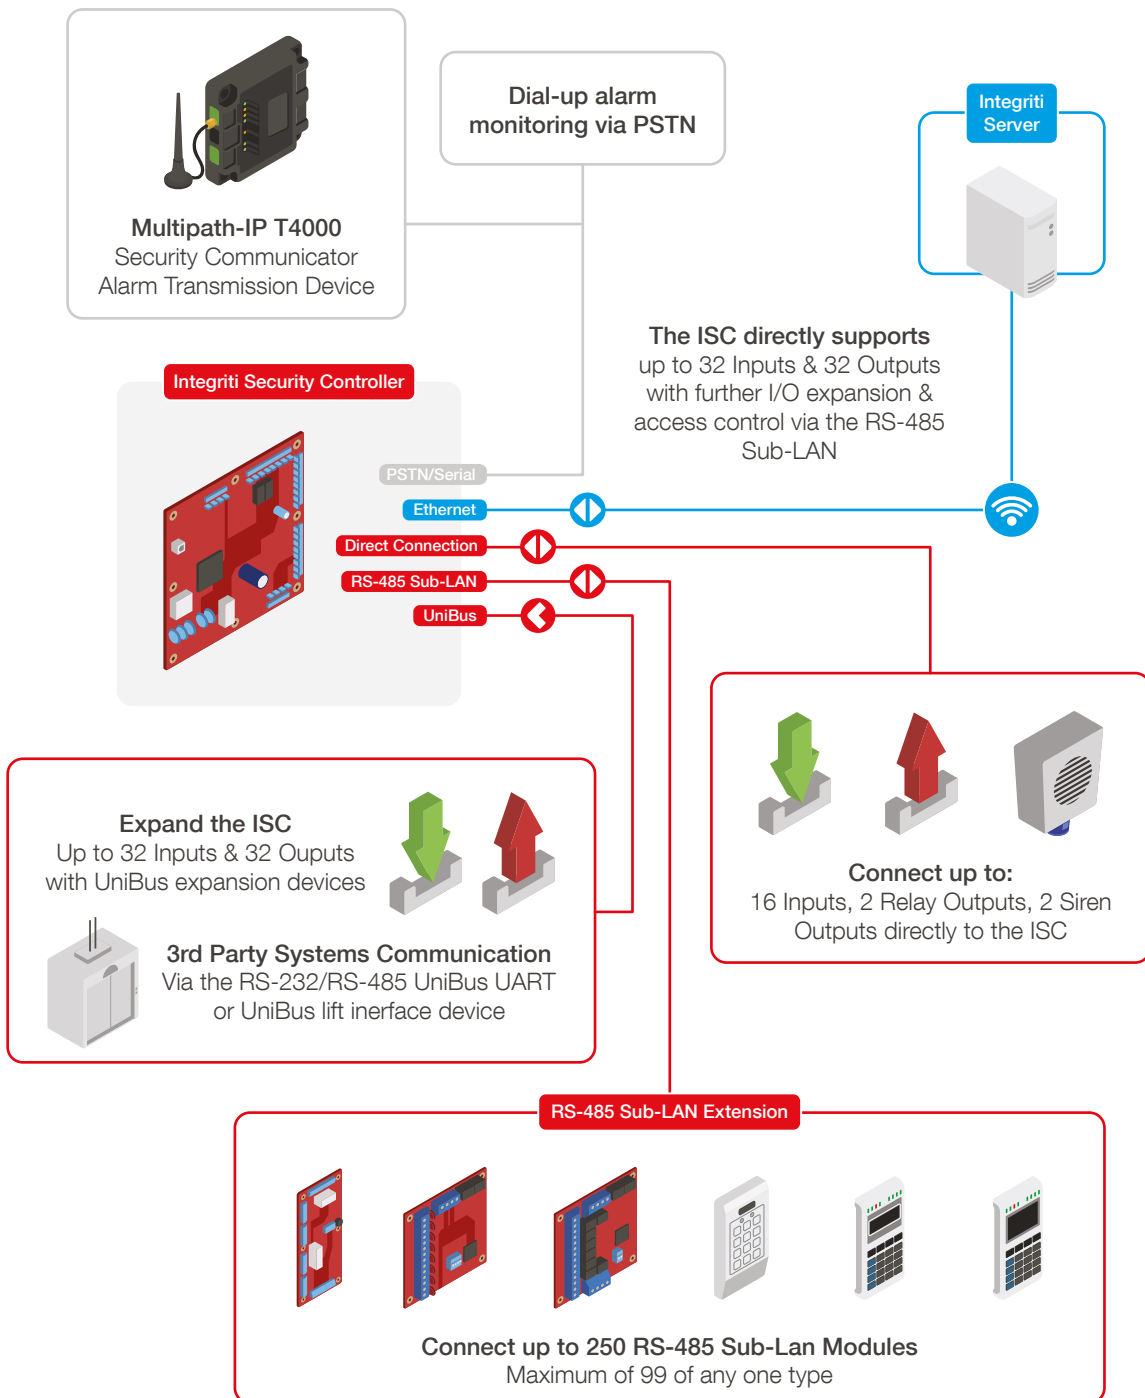 Multipath-IP T4000
Security Communicator
Alarm Transmission Device
Dial-up alarm
monitoring via PSTN
Integriti
Server
The ISC directly supports
up to 32 Inputs & 32 Outputs
with further I/O expansion &
access control via the RS-485
Sub-LAN
Integriti Security Controller
PSTN/Serial
Ethernet
Direct Connection
RS-485 Sub-LAN
UniBus
Expand the ISC
Up to 32 Inputs & 32 Ouputs
with UniBus expansion devices
3rd Party Systems Communication
Via the RS-232/RS-485 UniBus UART
or UniBus lift inerface device
Connect up to:
16 Inputs, 2 Relay Outputs, 2 Siren
Outputs directly to the ISC
RS-485 Sub-LAN Extension
Connect up to 250 RS-485 Sub-Lan Modules
Maximum of 99 of any one type